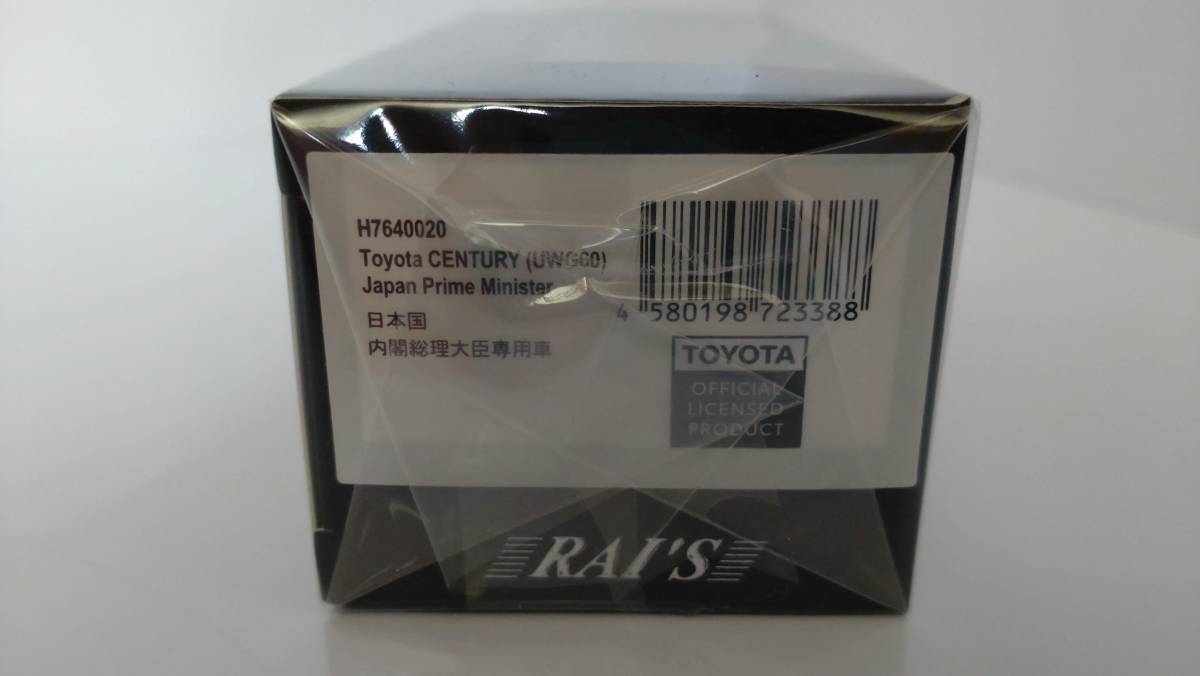 H7640020
Toyota CENTURY (UWG60)
Japan Prime Minister
日本国
内閣総理大臣専用車
4 580198 723388
TOYOTA
OFFICIAL
LICENSED
PRODUCT
RAI'S